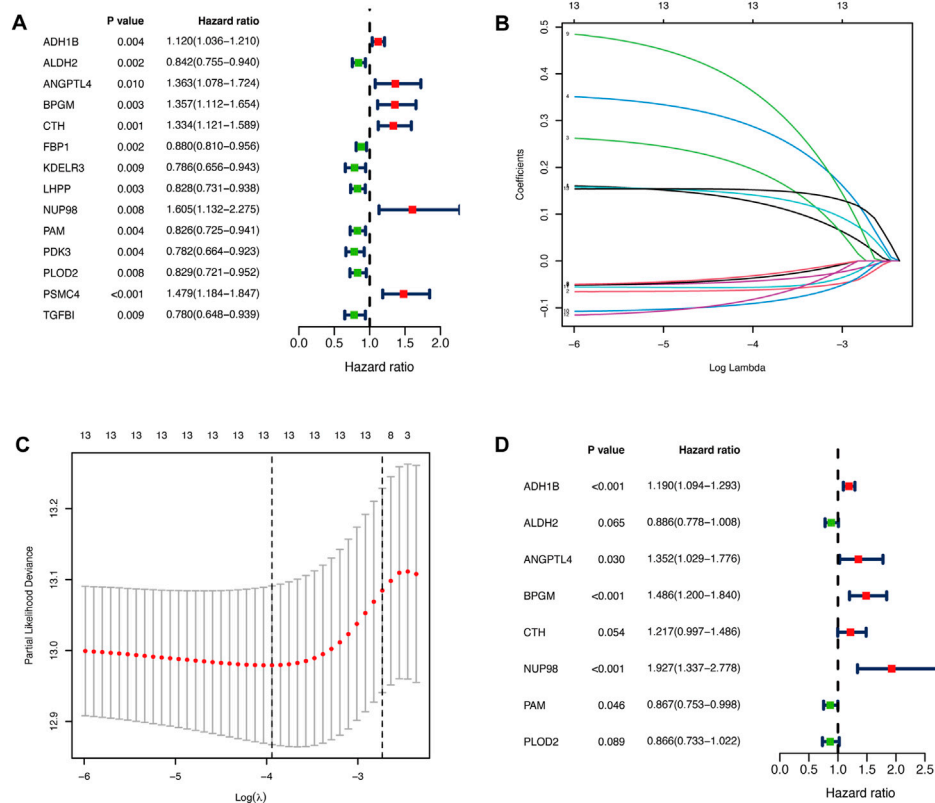 A
P value Hazard ratio
ADH1B 0.004 1.120(1.036−1.210)
ALDH2 0.002 0.842(0.755−0.940)
ANGPTL4 0.010 1.363(1.078−1.724)
BPGM 0.003 1.357(1.112−1.654)
CTH 0.001 1.334(1.121−1.589)
FBP1 0.002 0.880(0.810−0.956)
KDELR3 0.009 0.786(0.656−0.943)
LHPP 0.003 0.828(0.731−0.938)
NUP98 0.008 1.605(1.132−2.275)
PAM 0.004 0.826(0.725−0.941)
PDK3 0.004 0.782(0.664−0.923)
PLOD2 0.008 0.829(0.721−0.952)
PSMC4 <0.001 1.479(1.184−1.847)
TGFBI 0.009 0.780(0.648−0.939)
0.0 0.5 1.0 1.5 2.0
Hazard ratio
B
13 13 13 13
0.5
0.4
0.3
0.2
0.1
0.0
−0.1
Coefficients
9
4
3
2
10
12
−6 −5 −4 −3
Log Lambda
C
13 13 13 13 13 13 13 13 13 13 13 13 8 3
13.2
13.1
13.0
12.9
Partial Likelihood Deviance
−6 −5 −4 −3
Log(λ)
D
P value Hazard ratio
ADH1B <0.001 1.190(1.094−1.293)
ALDH2 0.065 0.886(0.778−1.008)
ANGPTL4 0.030 1.352(1.029−1.776)
BPGM <0.001 1.486(1.200−1.840)
CTH 0.054 1.217(0.997−1.486)
NUP98 <0.001 1.927(1.337−2.778)
PAM 0.046 0.867(0.753−0.998)
PLOD2 0.089 0.866(0.733−1.022)
0.0 0.5 1.0 1.5 2.0 2.5
Hazard ratio